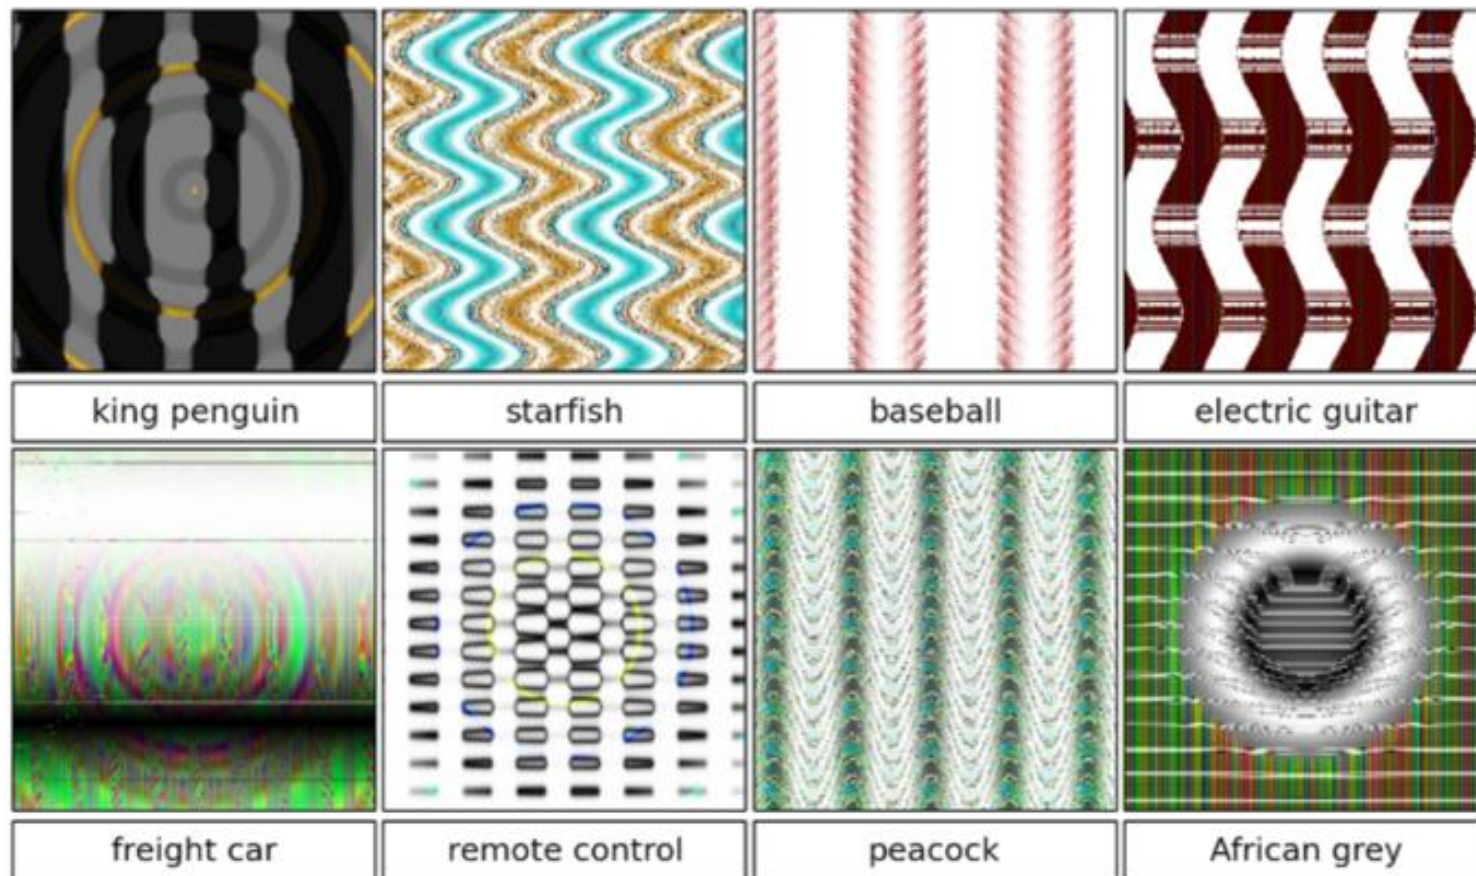 king penguin
starfish
baseball
electric guitar
freight car
remote control
peacock
African grey